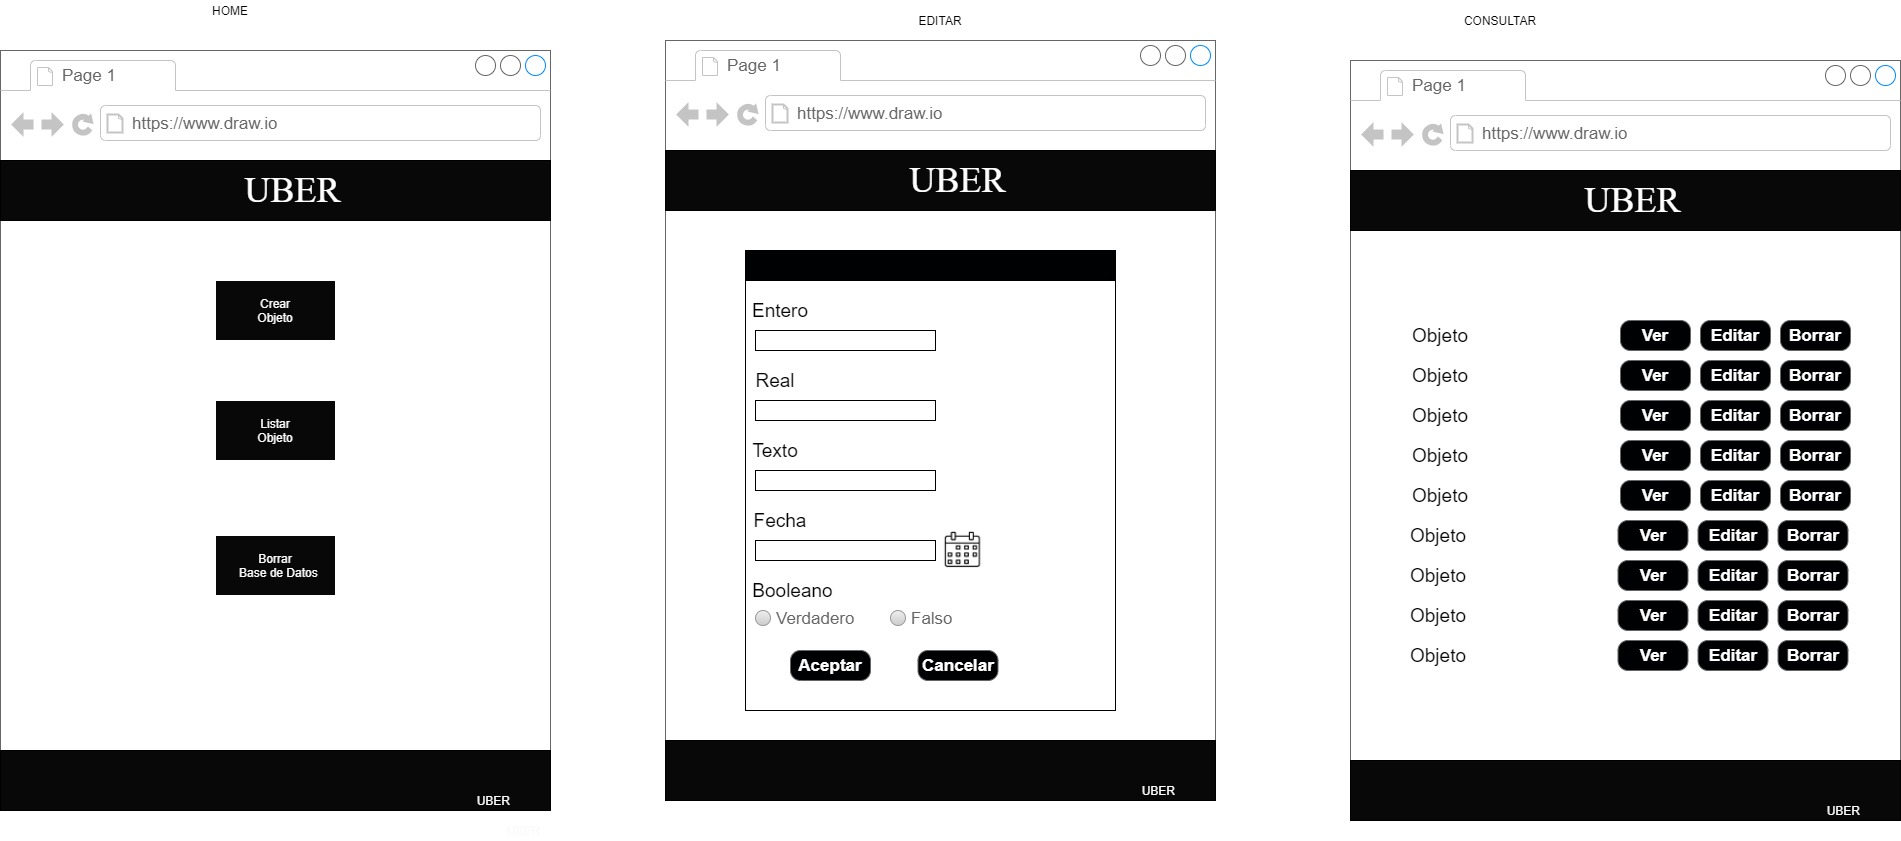 HOME
Page 1
https://www.draw.io
UBER
Crear
Objeto
Listar
Objeto
Borrar
Base de Datos
UBER
EDITAR
Page 1
https://www.draw.io
UBER
Entero
Real
Texto
Fecha
Booleano
Verdadero Falso
Aceptar Cancelar
UBER
CONSULTAR
Page 1
https://www.draw.io
UBER
Objeto Ver Editar Borrar
Objeto Ver Editar Borrar
Objeto Ver Editar Borrar
Objeto Ver Editar Borrar
Objeto Ver Editar Borrar
Objeto Ver Editar Borrar
Objeto Ver Editar Borrar
Objeto Ver Editar Borrar
Objeto Ver Editar Borrar
UBER